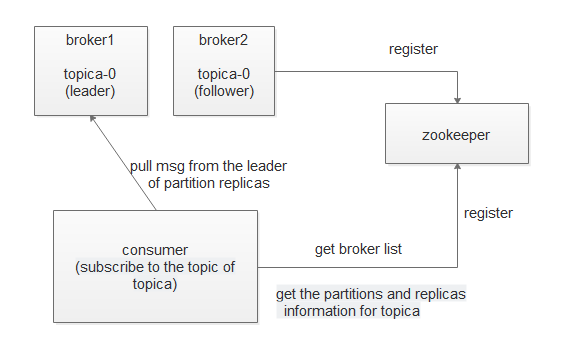 broker1
topica-0
(leader)
broker2
topica-0
(follower)
register
zookeeper
pull msg from the leader
of partition replicas
register
consumer
(subscribe to the topic of
topica)
get broker list
get the partitions and replicas
information for topica